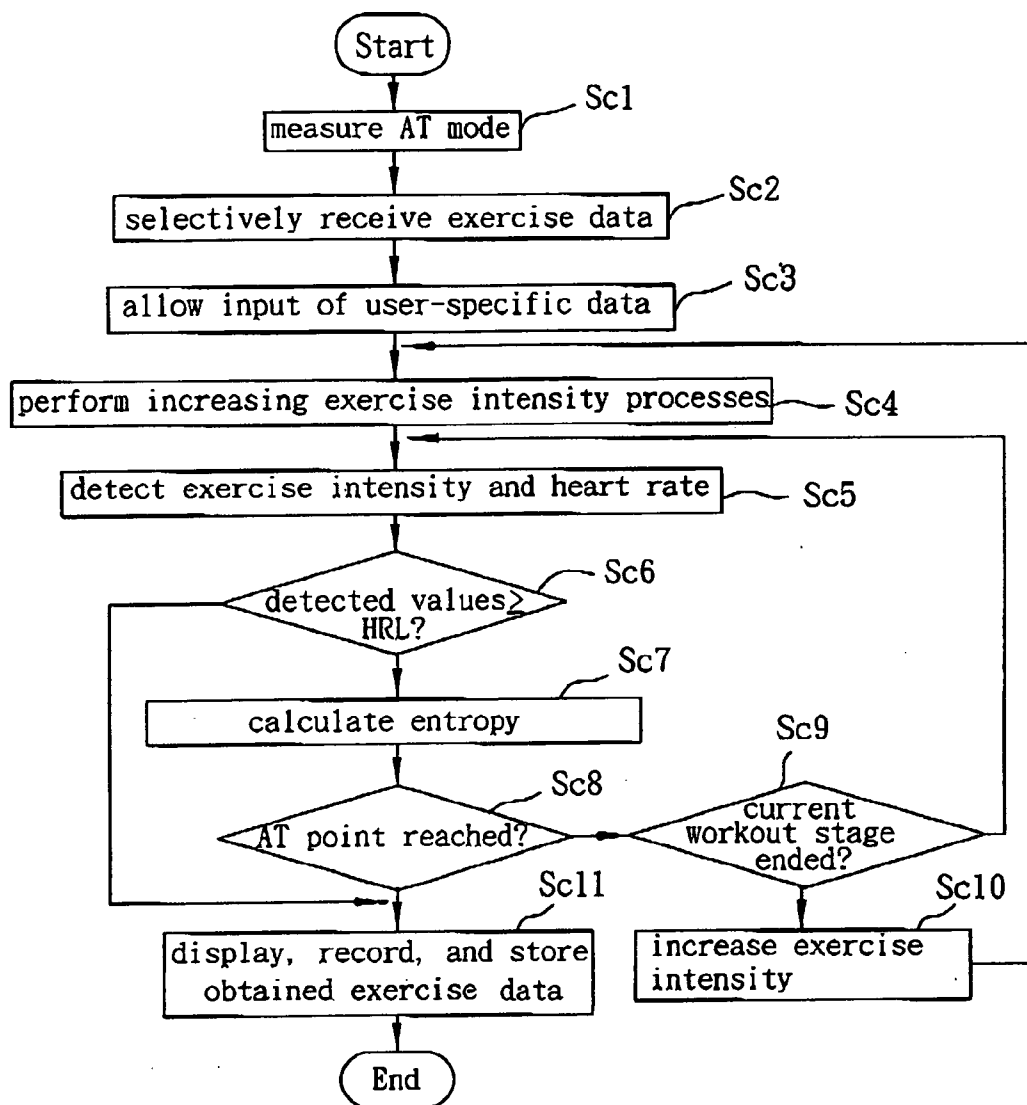 Start
Sc1
measure AT mode
Sc2
selectively receive exercise data
Sc3
allow input of user-specific data
perform increasing exercise intensity processes
Sc4
detect exercise intensity and heart rate
Sc5
Sc6
detected values≥
HRL?
Sc7
calculate entropy
Sc8
AT point reached?
Sc9
current
workout stage
ended?
Sc11
display, record, and store
obtained exercise data
Sc10
increase exercise
intensity
End